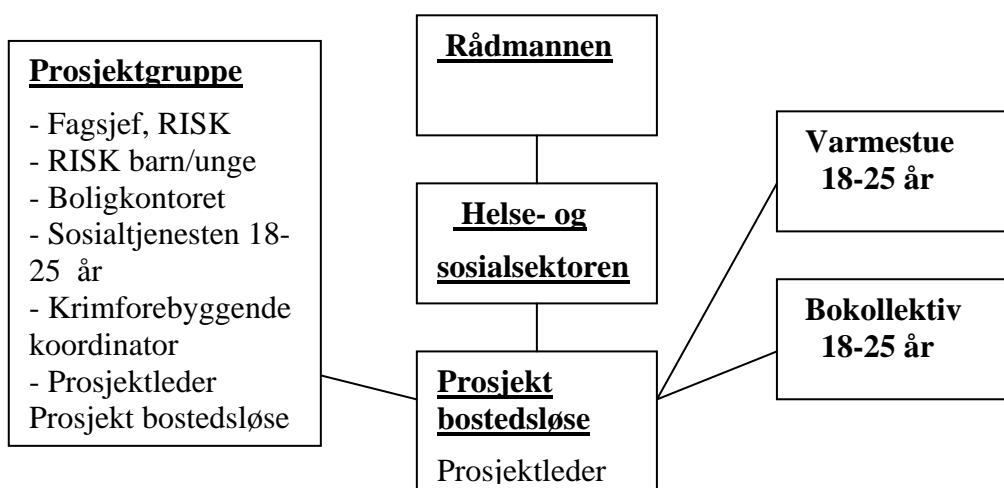 Prosjektgruppe
- Fagsjef, RISK
- RISK barn/unge
- Boligkontoret
- Sosialtjenesten 18-
25 år
- Krimforebyggende
koordinator
- Prosjektleder
Prosjekt bostedsløse
Rådmannen
Helse- og
sosialsektoren
Prosjekt
bostedsløse
Prosjektleder
Varmestue
18-25 år
Bokollektiv
18-25 år